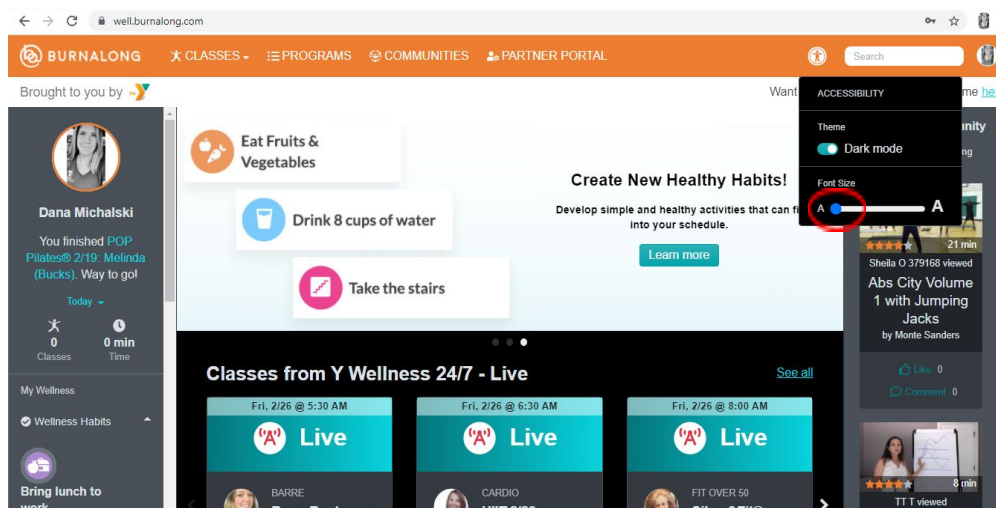 well.burnalong.com
BURNALONG
CLASSES
PROGRAMS
COMMUNITIES
PARTNER PORTAL
Search
Brought to you by
Want
me he
Dana Michalski
You finished POP
Pilates® 2/19: Melinda
(Bucks). Way to go!
Today
0
0 min
Classes
Time
My Wellness
Wellness Habits
Bring lunch to
work
Eat Fruits &
Vegetables
Drink 8 cups of water
Take the stairs
Create New Healthy Habits!
Develop simple and healthy activities that can fi
into your schedule.
Learn more
ACCESSIBILITY
Theme
Dark mode
Font Size
A
A
Classes from Y Wellness 24/7 - Live
See all
Fri, 2/26 @ 5:30 AM
Live
BARRE
Fri, 2/26 @ 6:30 AM
Live
CARDIO
Fri, 2/26 @ 8:00 AM
Live
FIT OVER 50
unity
ng
21 min
Sheila O 379168 viewed
Abs City Volume
1 with Jumping
Jacks
by Monte Sanders
Like 0
Comment 0
8 min
TT T viewed